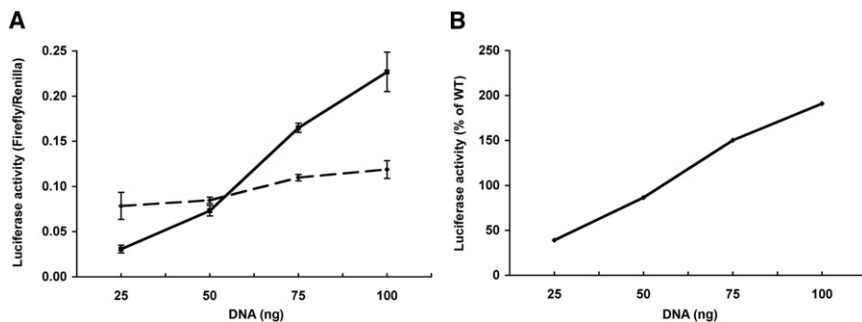 A
Luciferase activity (Firefly/Renilla)
0.25
0.20
0.15
0.10
0.05
0.00
25 50 75 100
DNA (ng)
B
Luciferase activity (% of WT)
250
200
150
100
50
0
25 50 75 100
DNA (ng)